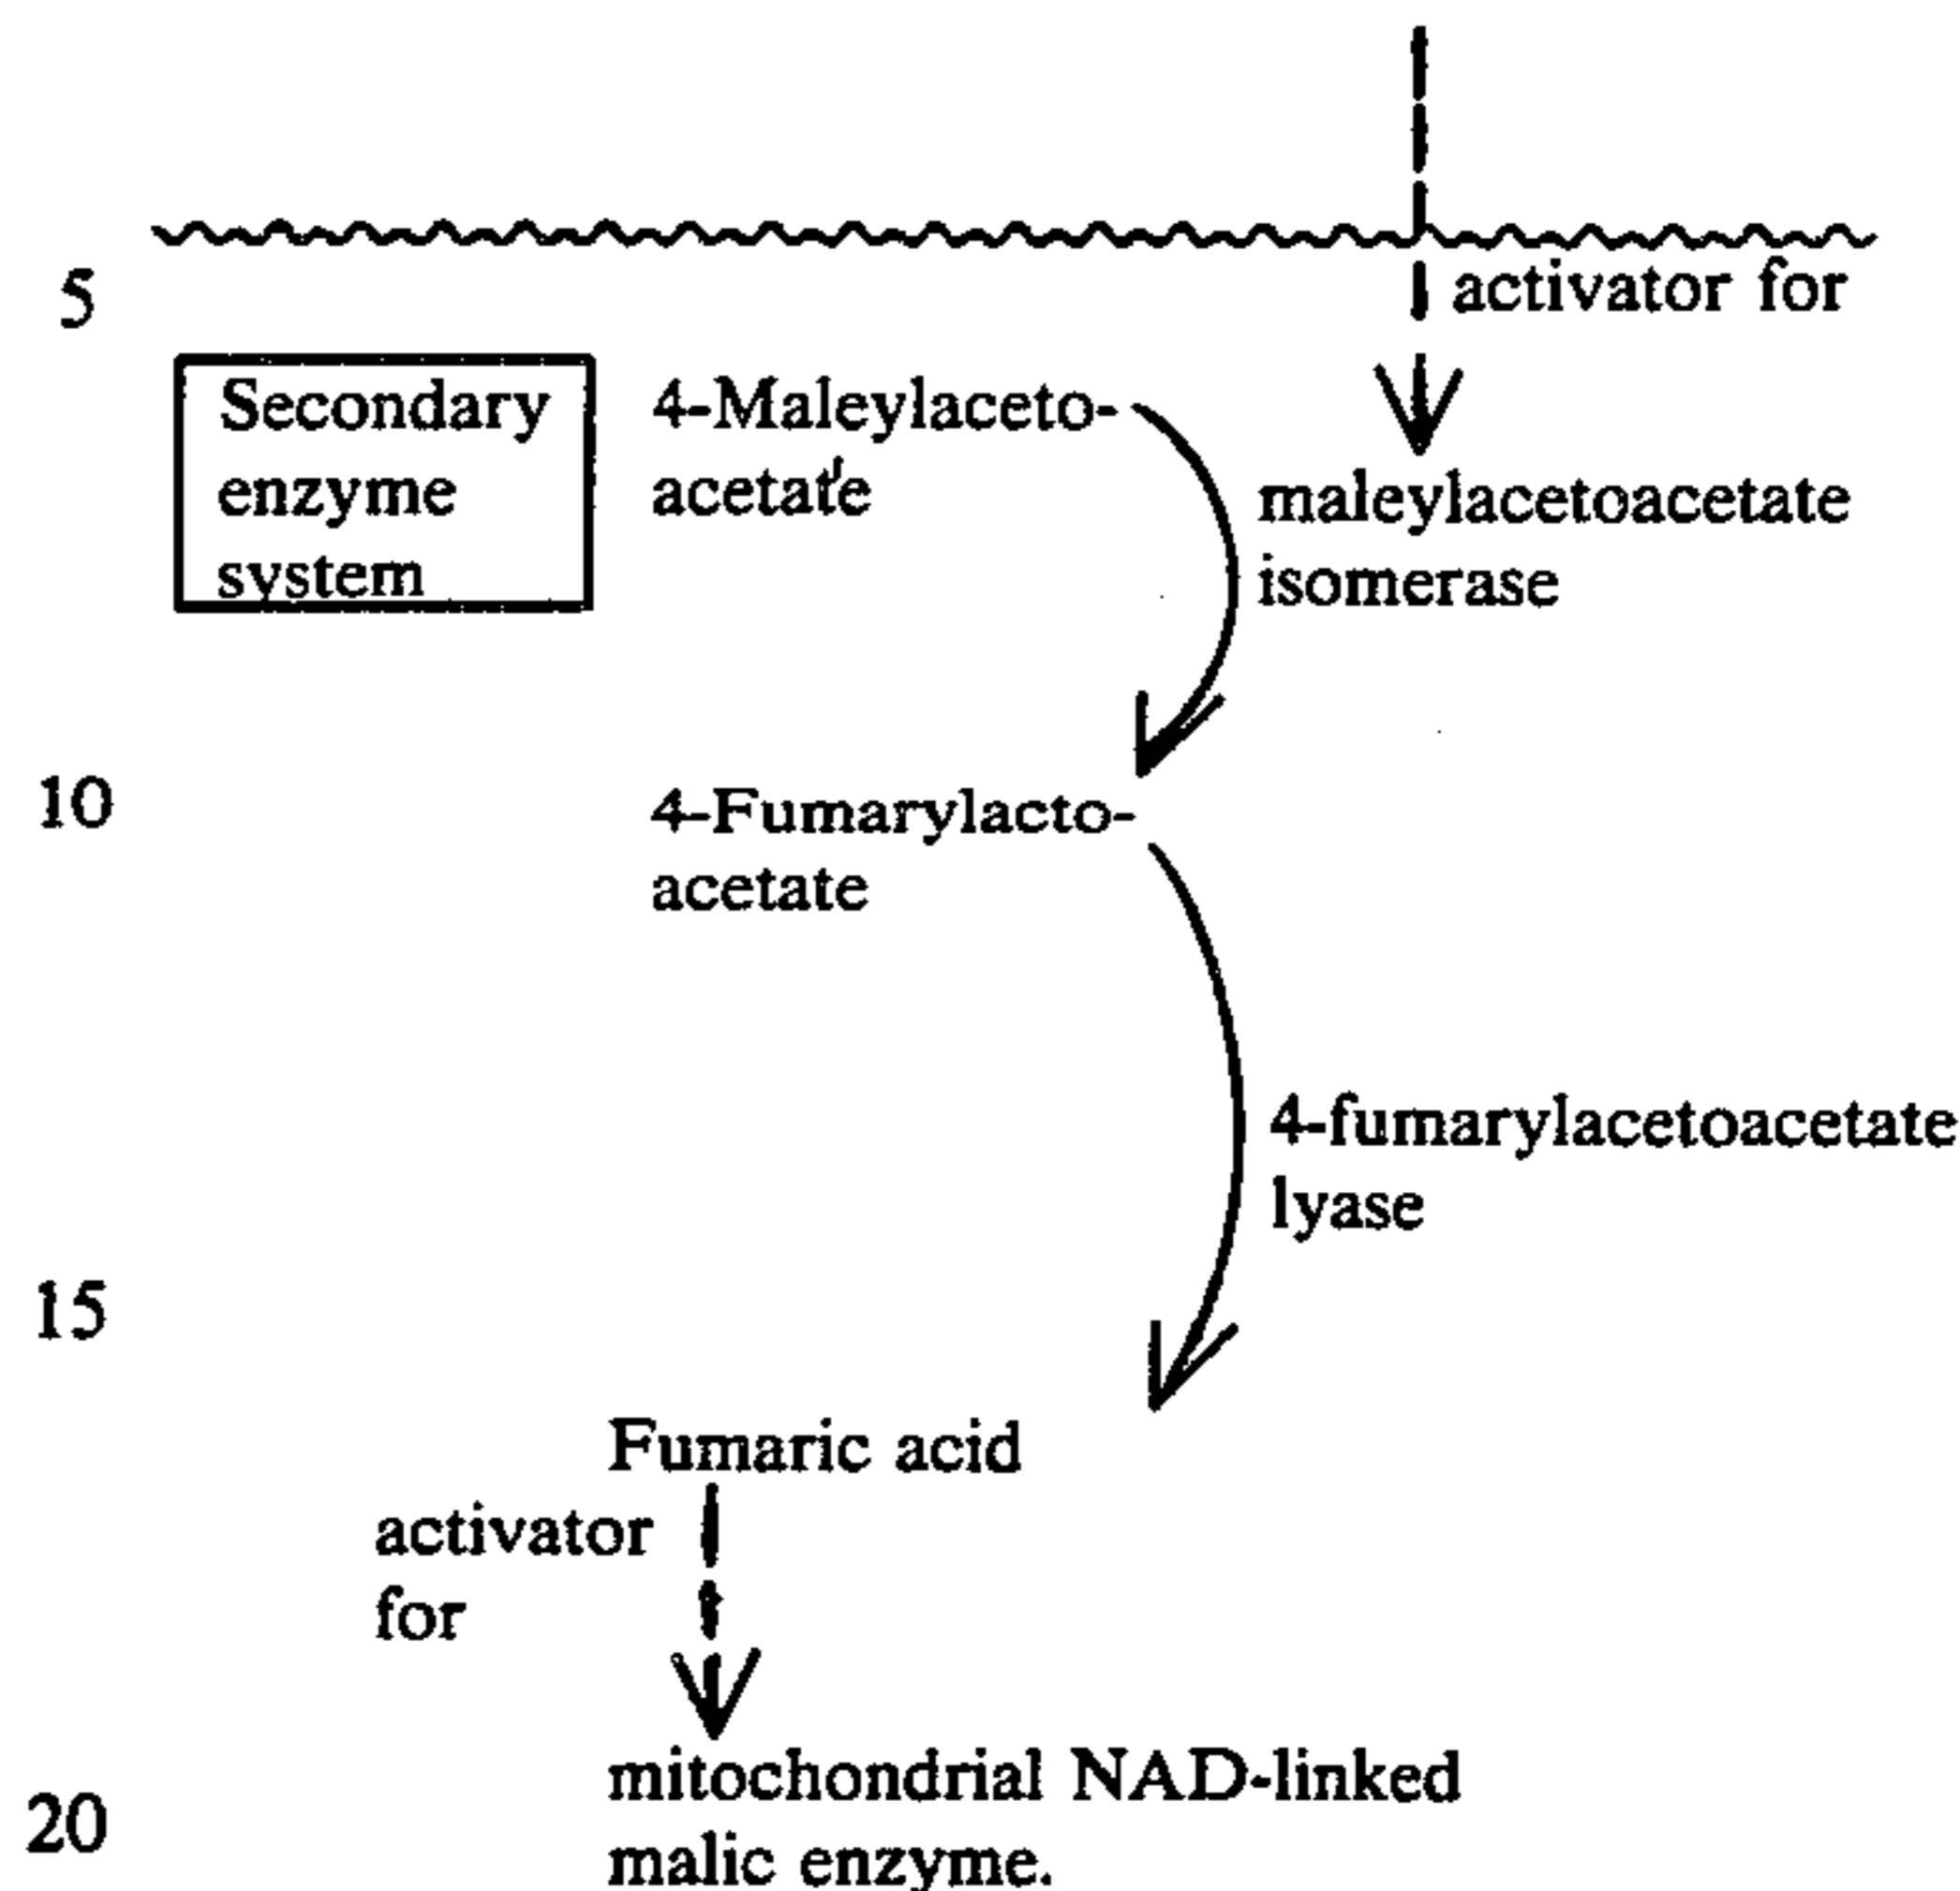 5
activator for
Secondary
enzyme
system
4-Maleylaceto-
acetate
maleylacetoacetate
isomerase
10
4-Fumarylacto-
acetate
4-fumarylacetoacetate
lyase
15
Fumaric acid
activator
for
mitochondrial NAD-linked
20
malic enzyme.